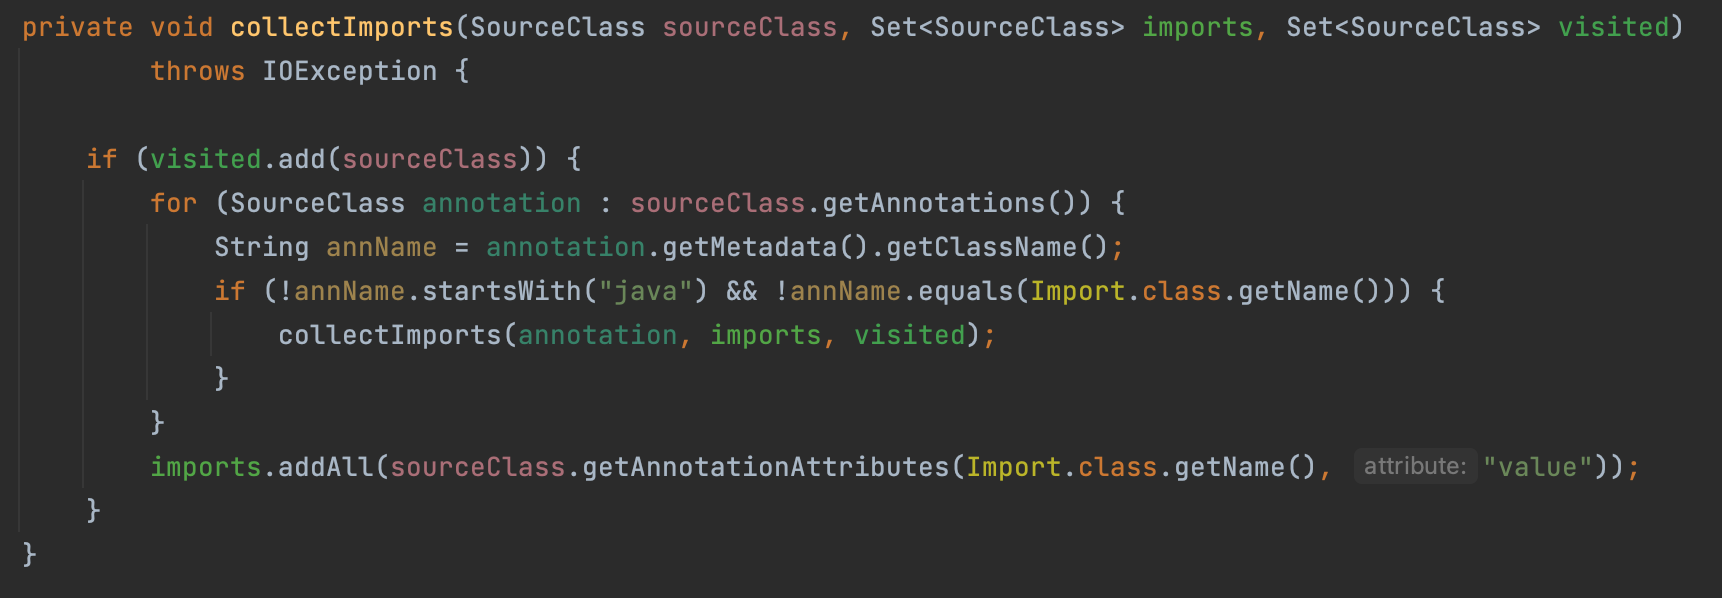 private void collectImports(SourceClass sourceClass, Set<SourceClass> imports, Set<SourceClass> visited)
        throws IOException {

    if (visited.add(sourceClass)) {
        for (SourceClass annotation : sourceClass.getAnnotations()) {
            String annName = annotation.getMetadata().getClassName();
            if (!annName.startsWith("java") && !annName.equals(Import.class.getName())) {
                collectImports(annotation, imports, visited);
            }
        }
        imports.addAll(sourceClass.getAnnotationAttributes(Import.class.getName(), attribute: "value"));
    }
}